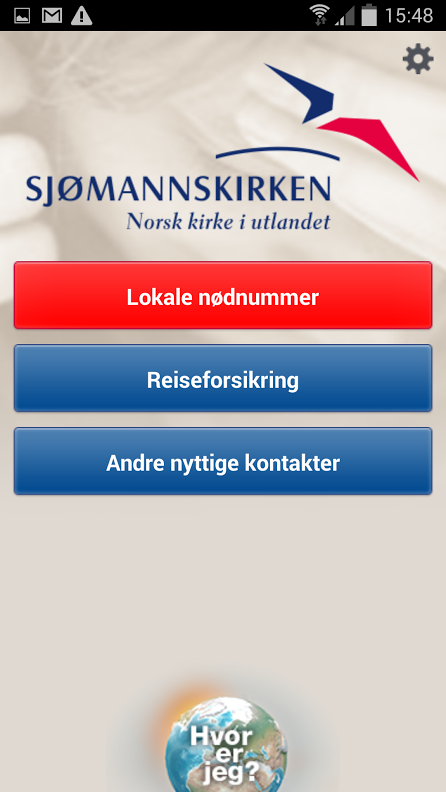 15:48
SJØMANNSKIRKEN
Norsk kirke i utlandet
Lokale nødnummer
Reiseforsikring
Andre nyttige kontakter
Hvor
er
jeg?